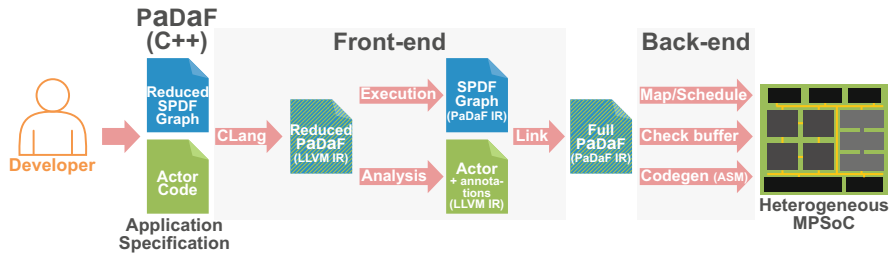 PaDaF
(C++)
Front-end
Back-end
Developer
Reduced
SPDF
Graph
Actor
Code
Application
Specification
CLang
Reduced
PaDaF
(LLVM IR)
Execution
Analysis
SPDF
Graph
(PaDaF IR)
Actor
+ annota-
tions
(LLVM IR)
Link
Full
PaDaF
(PaDaF IR)
Map/Schedule
Check buffer
Codegen (ASM)
Heterogeneous
MPSoC